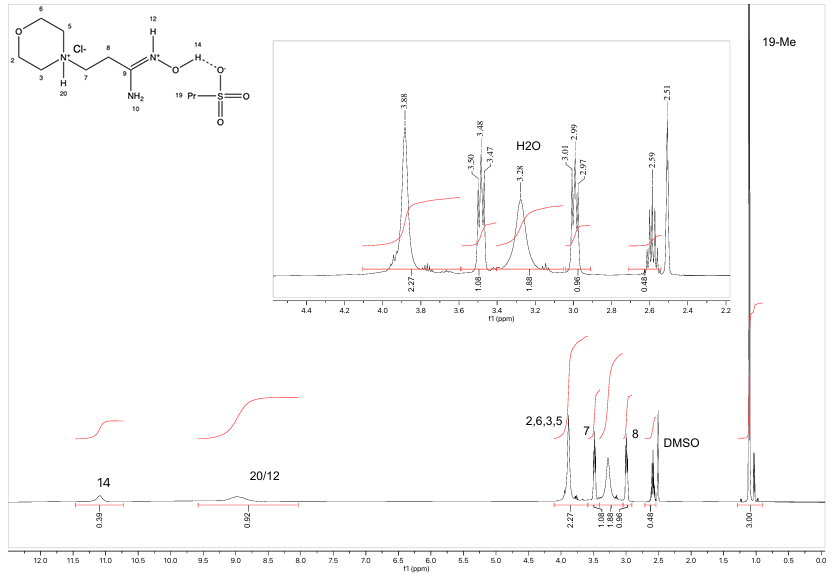 6
12
O
5
H
14
Cl-
8
2
4
N+
N+
H
O-
3
7
9
O
H
NH2
19 Pr
S
O
20
10
O
19-Me
3.88
3.50
3.48
3.47
H2O
3.28
3.01
2.99
2.97
2.59
2.51
2.27
1.08
1.88
0.96
0.48
4.4 4.2 4.0 3.8 3.6 3.4 3.2 3.0 2.8 2.6 2.4 2.2
f1 (ppm)
14
20/12
2,6,3,5
7
8
DMSO
0.39
0.92
2.27
1.08
1.88
0.96
0.48
3.00
12.0 11.5 11.0 10.5 10.0 9.5 9.0 8.5 8.0 7.5 7.0 6.5 6.0 5.5 5.0 4.5 4.0 3.5 3.0 2.5 2.0 1.5 1.0 0.5 0.0
f1 (ppm)